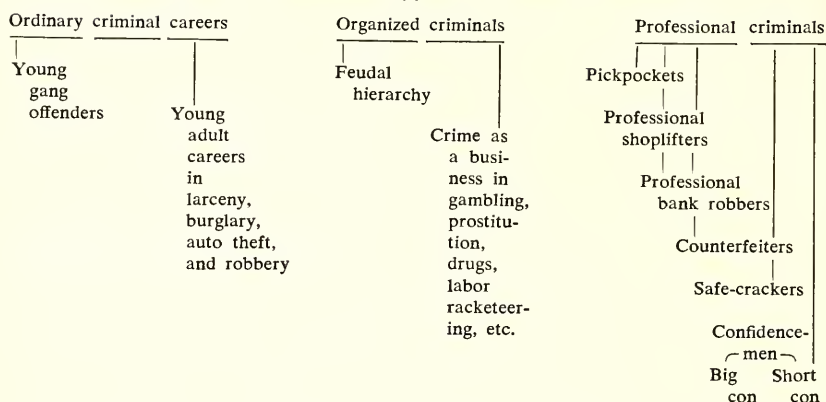 Ordinary criminal careers
Young
gang
offenders
Young
adult
careers
in
larceny,
burglary,
auto theft,
and robbery
Organized criminals
Feudal
hierarchy
Crime as
a busi-
ness in
gambling,
prostitu-
tion,
drugs,
labor
racketeer-
ing, etc.
Professional criminals
Pickpockets
Professional
shoplifters
Professional
bank robbers
Counterfeiters
Safe-crackers
Confidence-
men
Big Short
con con